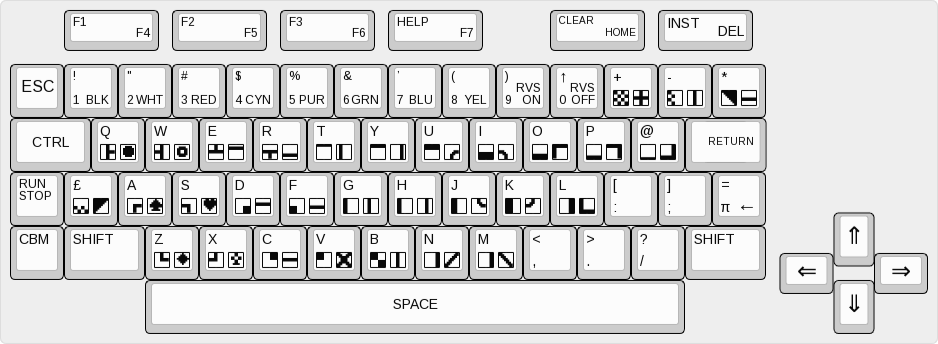 F1 F4
F2 F5
F3 F6
HELP F7
CLEAR HOME
INST DEL
ESC
! 1 BLK
" 2 WHT
# 3 RED
$ 4 CYN
% 5 PUR
& 6 GRN
' 7 BLU
( 8 YEL
) 9 RVS ON
↑ 0 RVS OFF
+
-
*
CTRL
Q
W
E
R
T
Y
U
I
O
P
@
RETURN
RUN STOP
£
A
S
D
F
G
H
J
K
L
[ :
] ;
= π ←
CBM
SHIFT
Z
X
C
V
B
N
M
< ,
> .
? /
SHIFT
⇑
⇐
⇒
⇓
SPACE